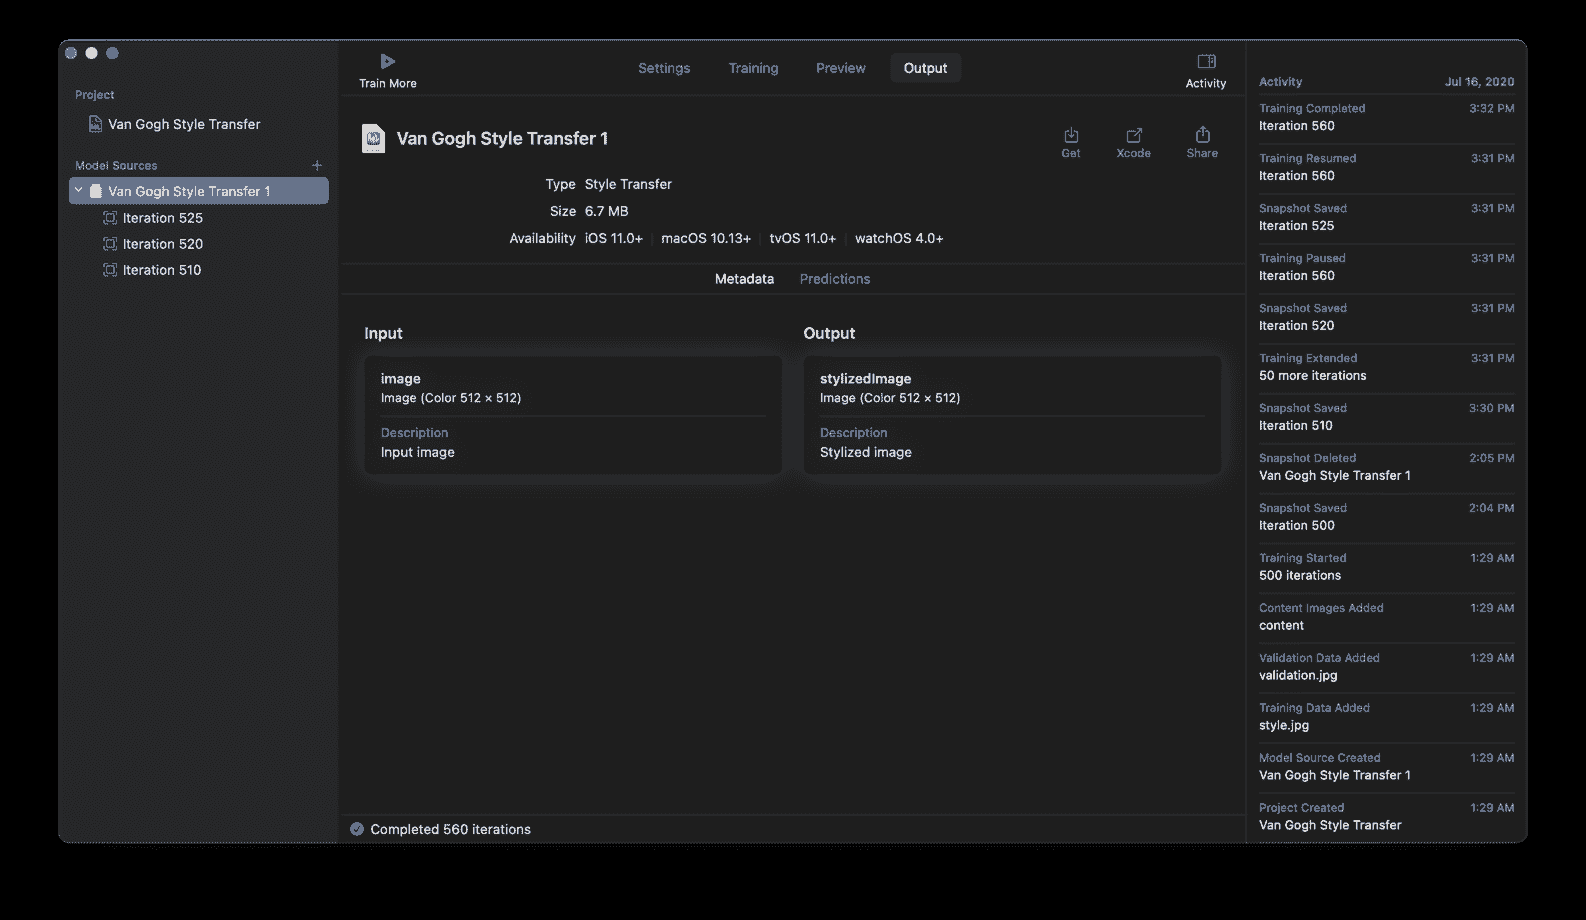 Project
Van Gogh Style Transfer
Model Sources
Van Gogh Style Transfer 1
Iteration 525
Iteration 520
Iteration 510
Train More
Settings
Training
Preview
Output
Activity
Van Gogh Style Transfer 1
Get
Xcode
Share
Type Style Transfer
Size 6.7 MB
Availability iOS 11.0+ macOS 10.13+ tvOS 11.0+ watchOS 4.0+
Metadata
Predictions
Input
image
Image (Color 512 × 512)
Description
Input image
Output
stylizedImage
Image (Color 512 × 512)
Description
Stylized image
Completed 560 iterations
Activity Jul 16, 2020
Training Completed 3:32 PM
Iteration 560
Training Resumed 3:31 PM
Iteration 560
Snapshot Saved 3:31 PM
Iteration 525
Training Paused 3:31 PM
Iteration 560
Snapshot Saved 3:31 PM
Iteration 520
Training Extended 3:31 PM
50 more iterations
Snapshot Saved 3:30 PM
Iteration 510
Snapshot Deleted 2:05 PM
Van Gogh Style Transfer 1
Snapshot Saved 2:04 PM
Iteration 500
Training Started 1:29 AM
500 iterations
Content Images Added 1:29 AM
content
Validation Data Added 1:29 AM
validation.jpg
Training Data Added 1:29 AM
style.jpg
Model Source Created 1:29 AM
Van Gogh Style Transfer 1
Project Created 1:29 AM
Van Gogh Style Transfer